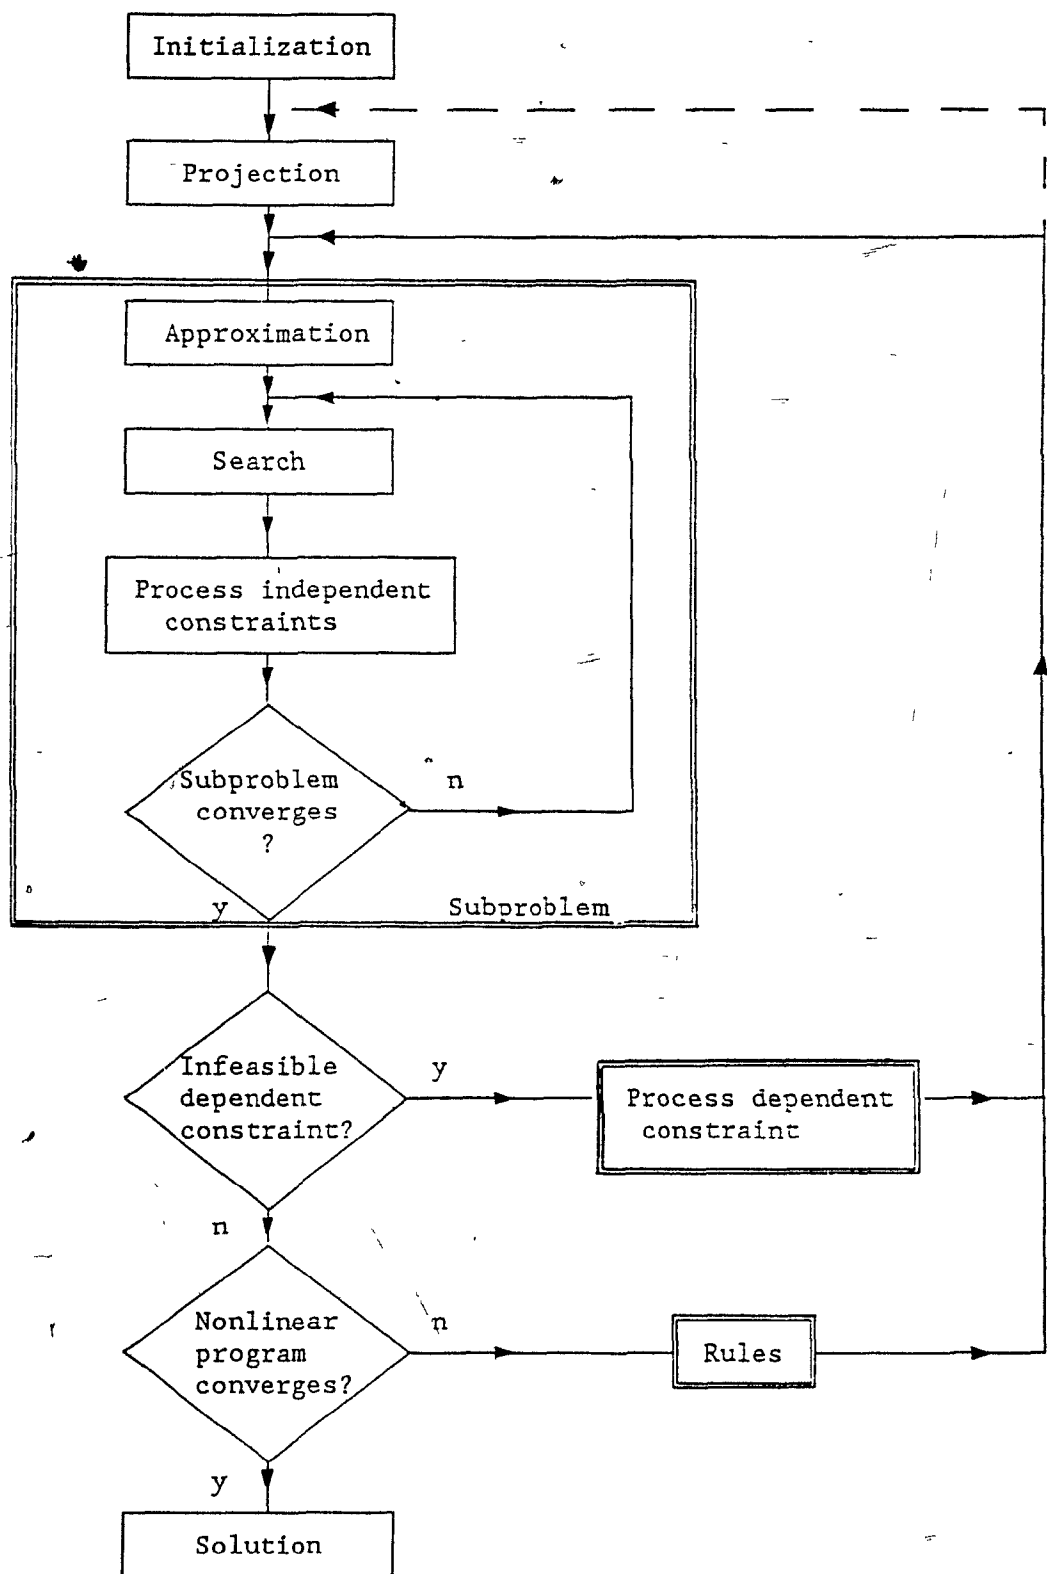 Initialization
Projection
Approximation
Search
Process independent
constraints
Subproblem
converges
?
n
y
Subproblem
Infeasible
dependent
constraint?
y
Process dependent
constraint
n
Nonlinear
program
converges?
n
Rules
y
Solution